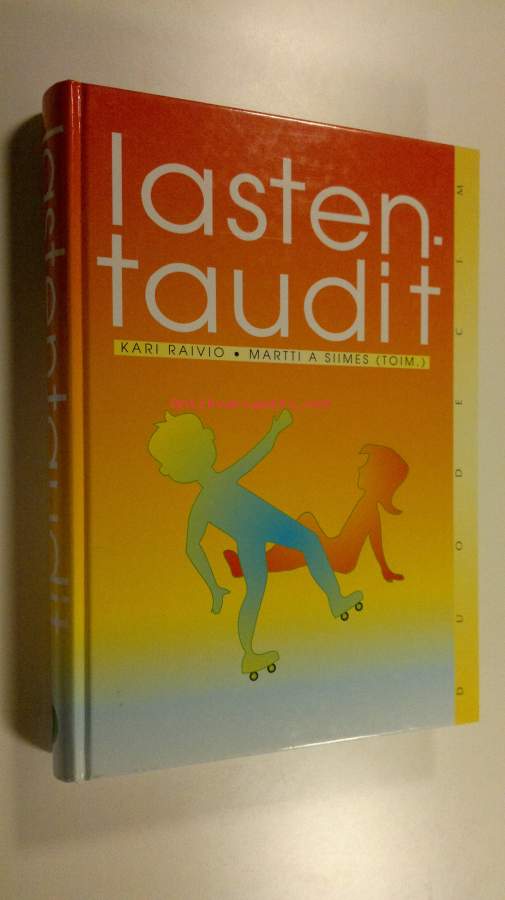 lasten-
taudit
KARI RAIVIO • MARTTI A SIIMES (TOIM.)
DUODECIM
lastentaudit